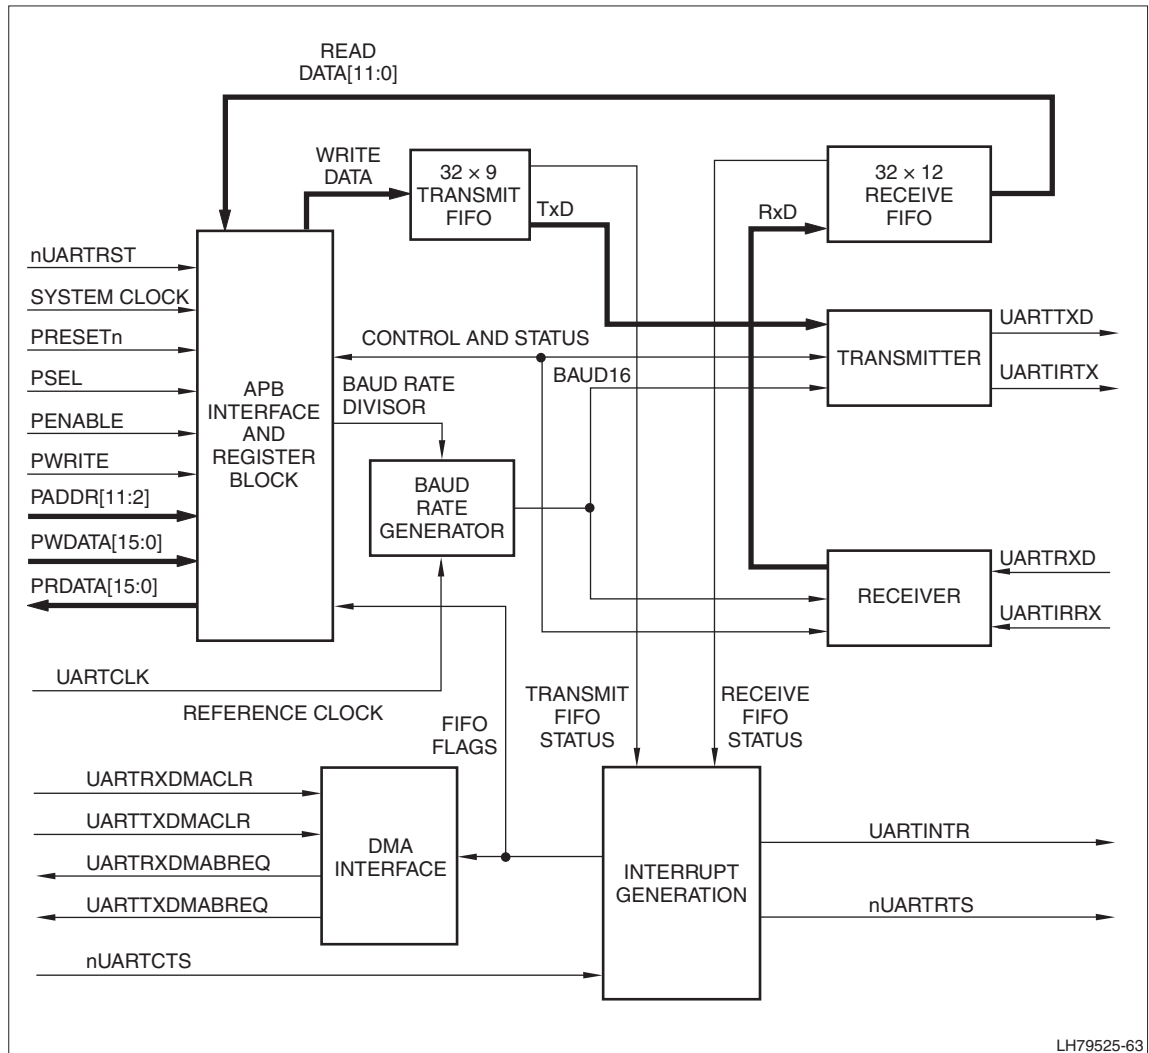 READ
DATA[11:0]
WRITE
DATA
32 × 9
TRANSMIT
FIFO
TxD
RxD
32 × 12
RECEIVE
FIFO
nUARTRST
SYSTEM CLOCK
PRESETn
PSEL
PENABLE
PWRITE
PADDR[11:2]
PWDATA[15:0]
PRDATA[15:0]
APB
INTERFACE
AND
REGISTER
BLOCK
CONTROL AND STATUS
BAUD RATE
DIVISOR
BAUD16
BAUD
RATE
GENERATOR
TRANSMITTER
UARTTXD
UARTIRTX
RECEIVER
UARTRXD
UARTIRRX
UARTCLK
REFERENCE CLOCK
FIFO
FLAGS
TRANSMIT
FIFO
STATUS
RECEIVE
FIFO
STATUS
UARTRXDMACLR
UARTTXDMACLR
UARTRXDMABREQ
UARTTXDMABREQ
DMA
INTERFACE
INTERRUPT
GENERATION
UARTINTR
nUARTRTS
nUARTCTS
LH79525-63